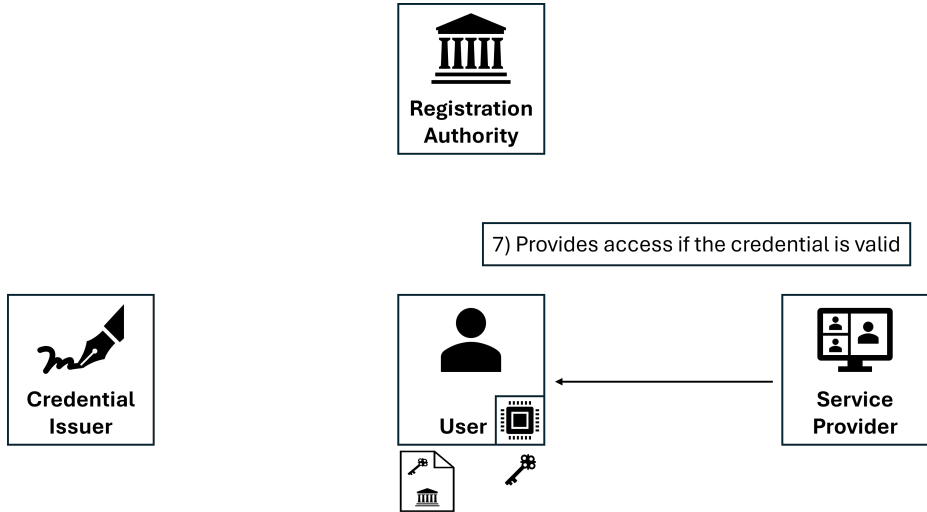 Registration
Authority
7) Provides access if the credential is valid
Credential
Issuer
User
Service
Provider